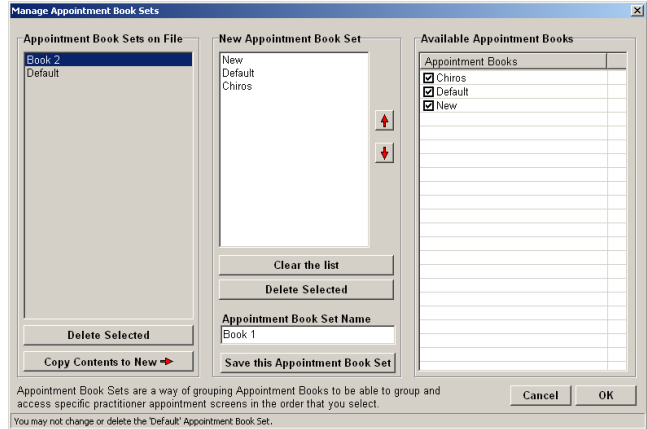 Manage Appointment Book Sets
Appointment Book Sets on File
Book 2
Default
Delete Selected
Copy Contents to New
New Appointment Book Set
New
Default
Chiros
Clear the list
Delete Selected
Appointment Book Set Name
Book 1
Save this Appointment Book Set
Available Appointment Books
Appointment Books
Chiros
Default
New
Appointment Book Sets are a way of grouping Appointment Books to be able to group and
access specific practitioner appointment screens in the order that you select.
Cancel
OK
You may not change or delete the 'Default' Appointment Book Set.